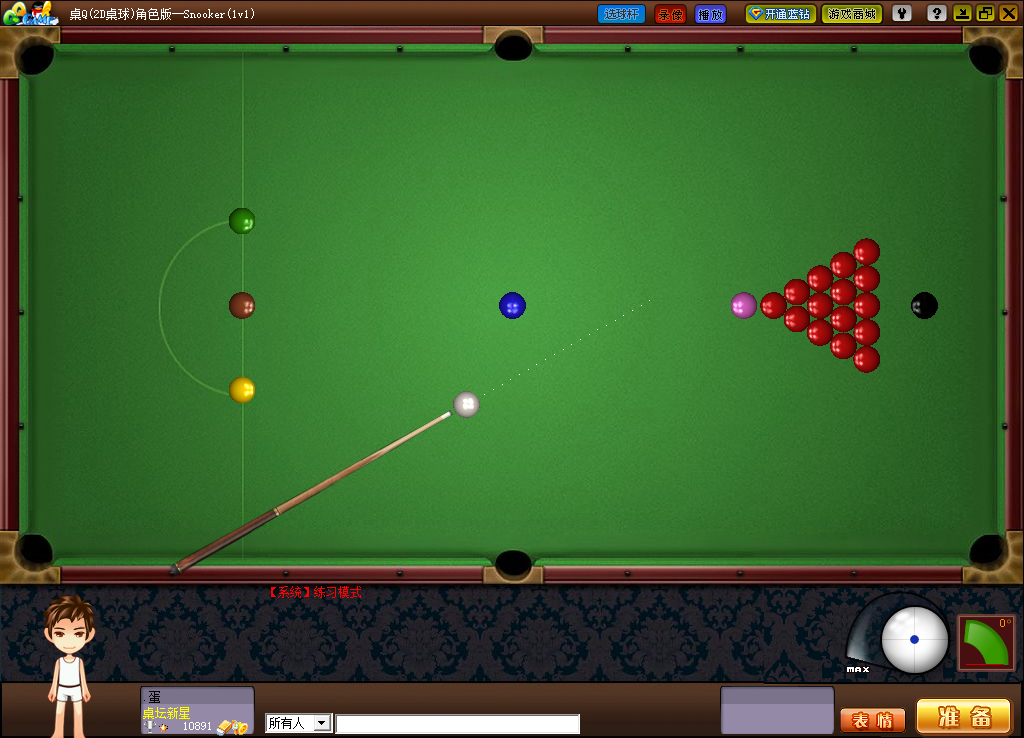 桌Q(2D桌球)角色版—Snooker(1v1)
选球杆 录像 播放 开通蓝钻 游戏商城 ?
【系统】练习模式
MAX
0°
蛋
桌坛新星
10891
所有人
表情
准备